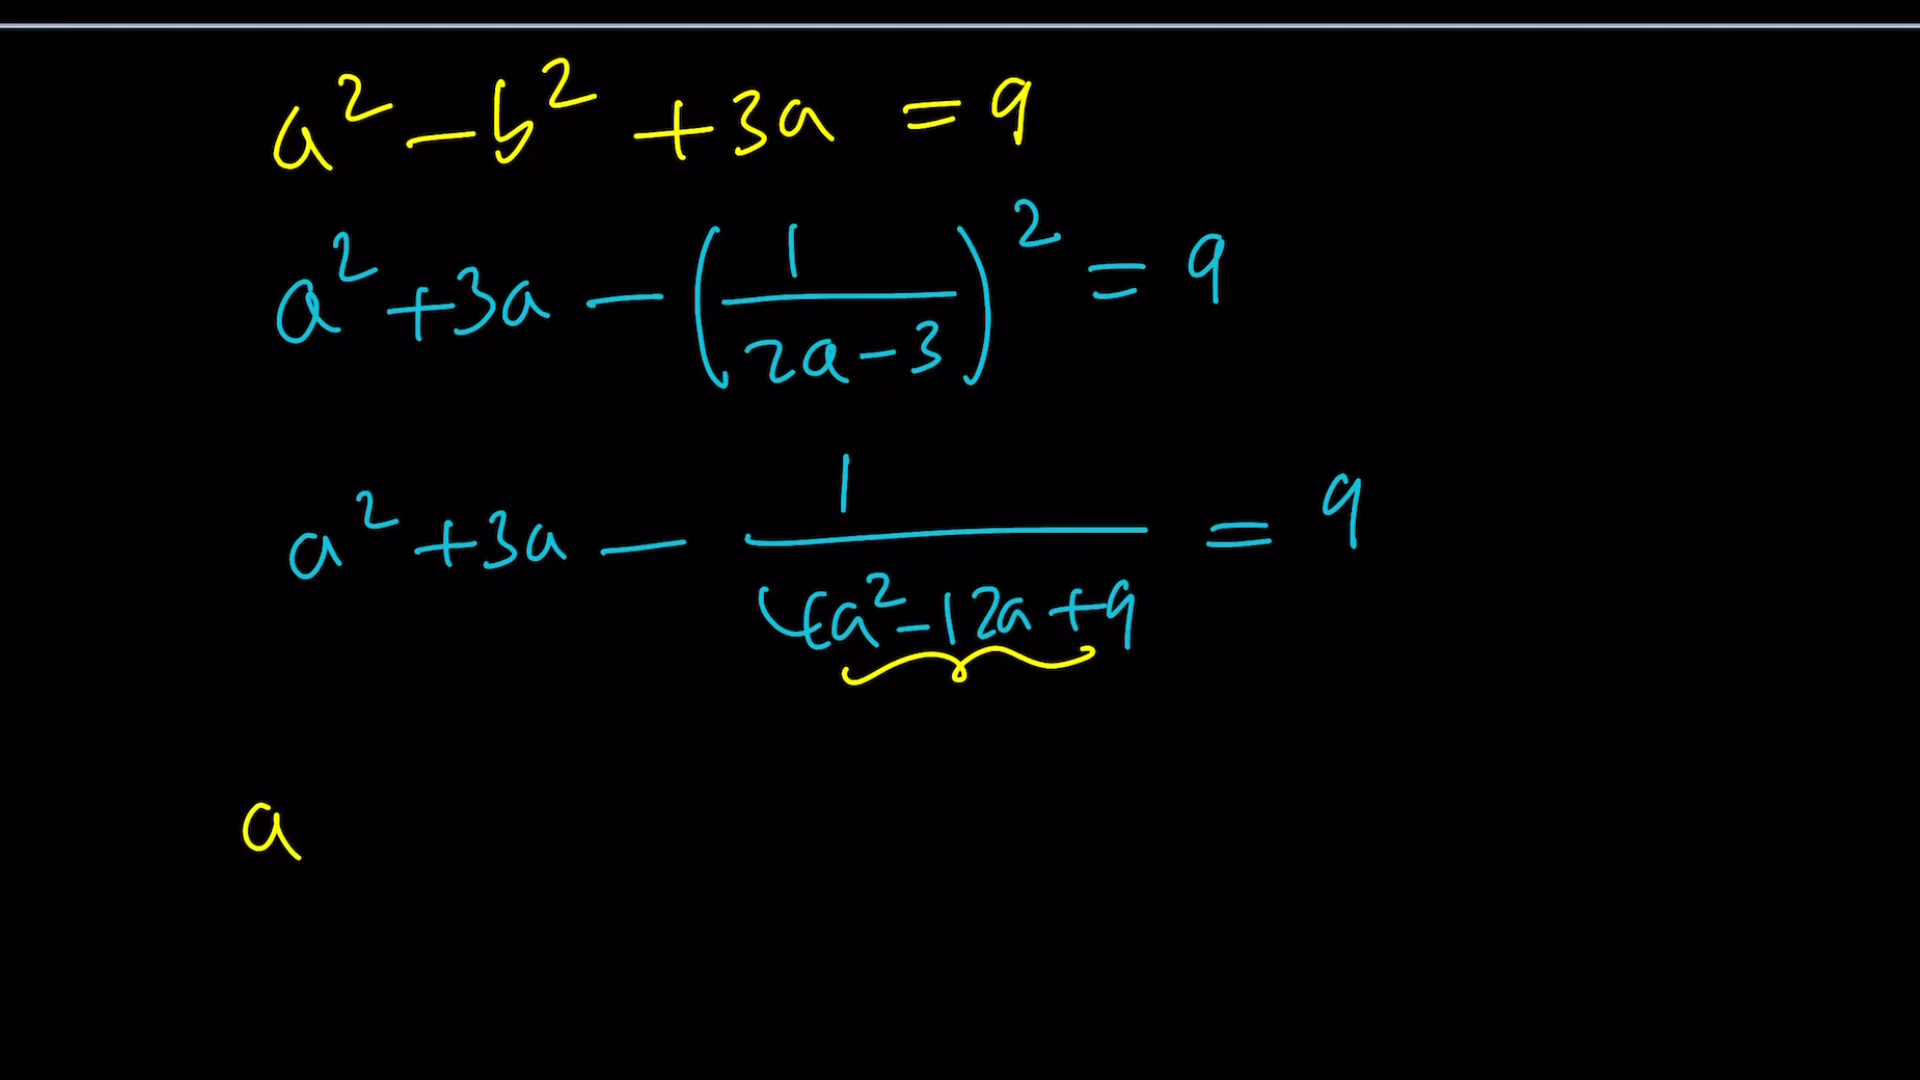 a² - b² + 3a = 9
a² + 3a - (1/(2a-3))² = 9
a² + 3a - 1/(4a² - 12a + 9) = 9
a